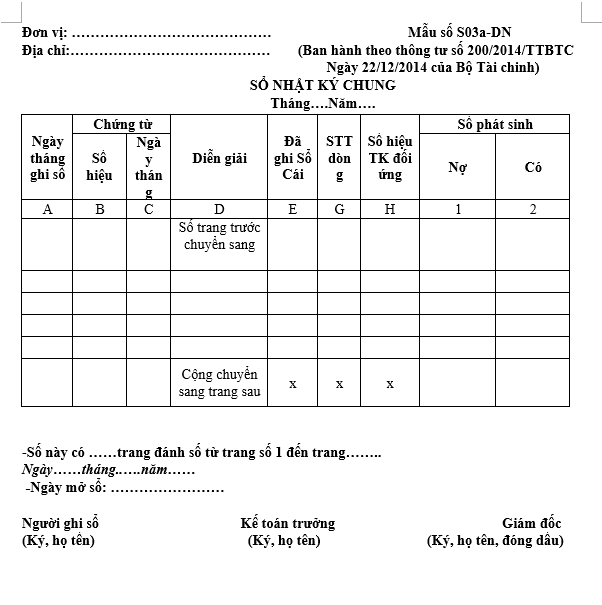 Đơn vị: …………………………………… Mẫu số S03a-DN
Địa chỉ:…………………………………… (Ban hành theo thông tư số 200/2014/TTBTC
Ngày 22/12/2014 của Bộ Tài chinh)
SỔ NHẬT KÝ CHUNG
Tháng….Năm….
Ngày tháng ghi sổ
Chứng từ
Số hiệu
Ngà
y
thán
g
Diễn giải
Đã ghi Sổ Cái
STT
dòn
g
Số hiệu TK đối ứng
Số phát sinh
Nợ
Có
A B C D E G H 1 2
Số trang trước
chuyển sang
Cộng chuyển
sang trang sau
x x x
-Số này có ……trang đánh số từ trang số 1 đến trang……..
Ngày……tháng……năm……
-Ngày mở sổ: ……………………
Người ghi sổ Kế toán trưởng Giám đốc
(Ký, họ tên) (Ký, họ tên) (Ký, họ tên, đóng dấu)